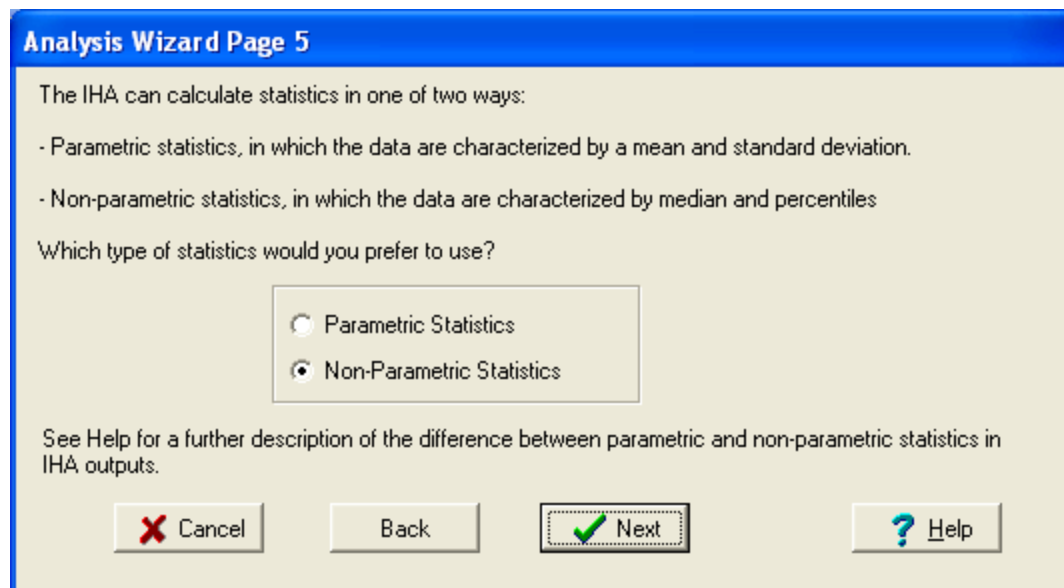 Analysis Wizard Page 5
The IHA can calculate statistics in one of two ways:
- Parametric statistics, in which the data are characterized by a mean and standard deviation.
- Non-parametric statistics, in which the data are characterized by median and percentiles
Which type of statistics would you prefer to use?
Parametric Statistics
Non-Parametric Statistics
See Help for a further description of the difference between parametric and non-parametric statistics in
IHA outputs.
Cancel Back Next Help